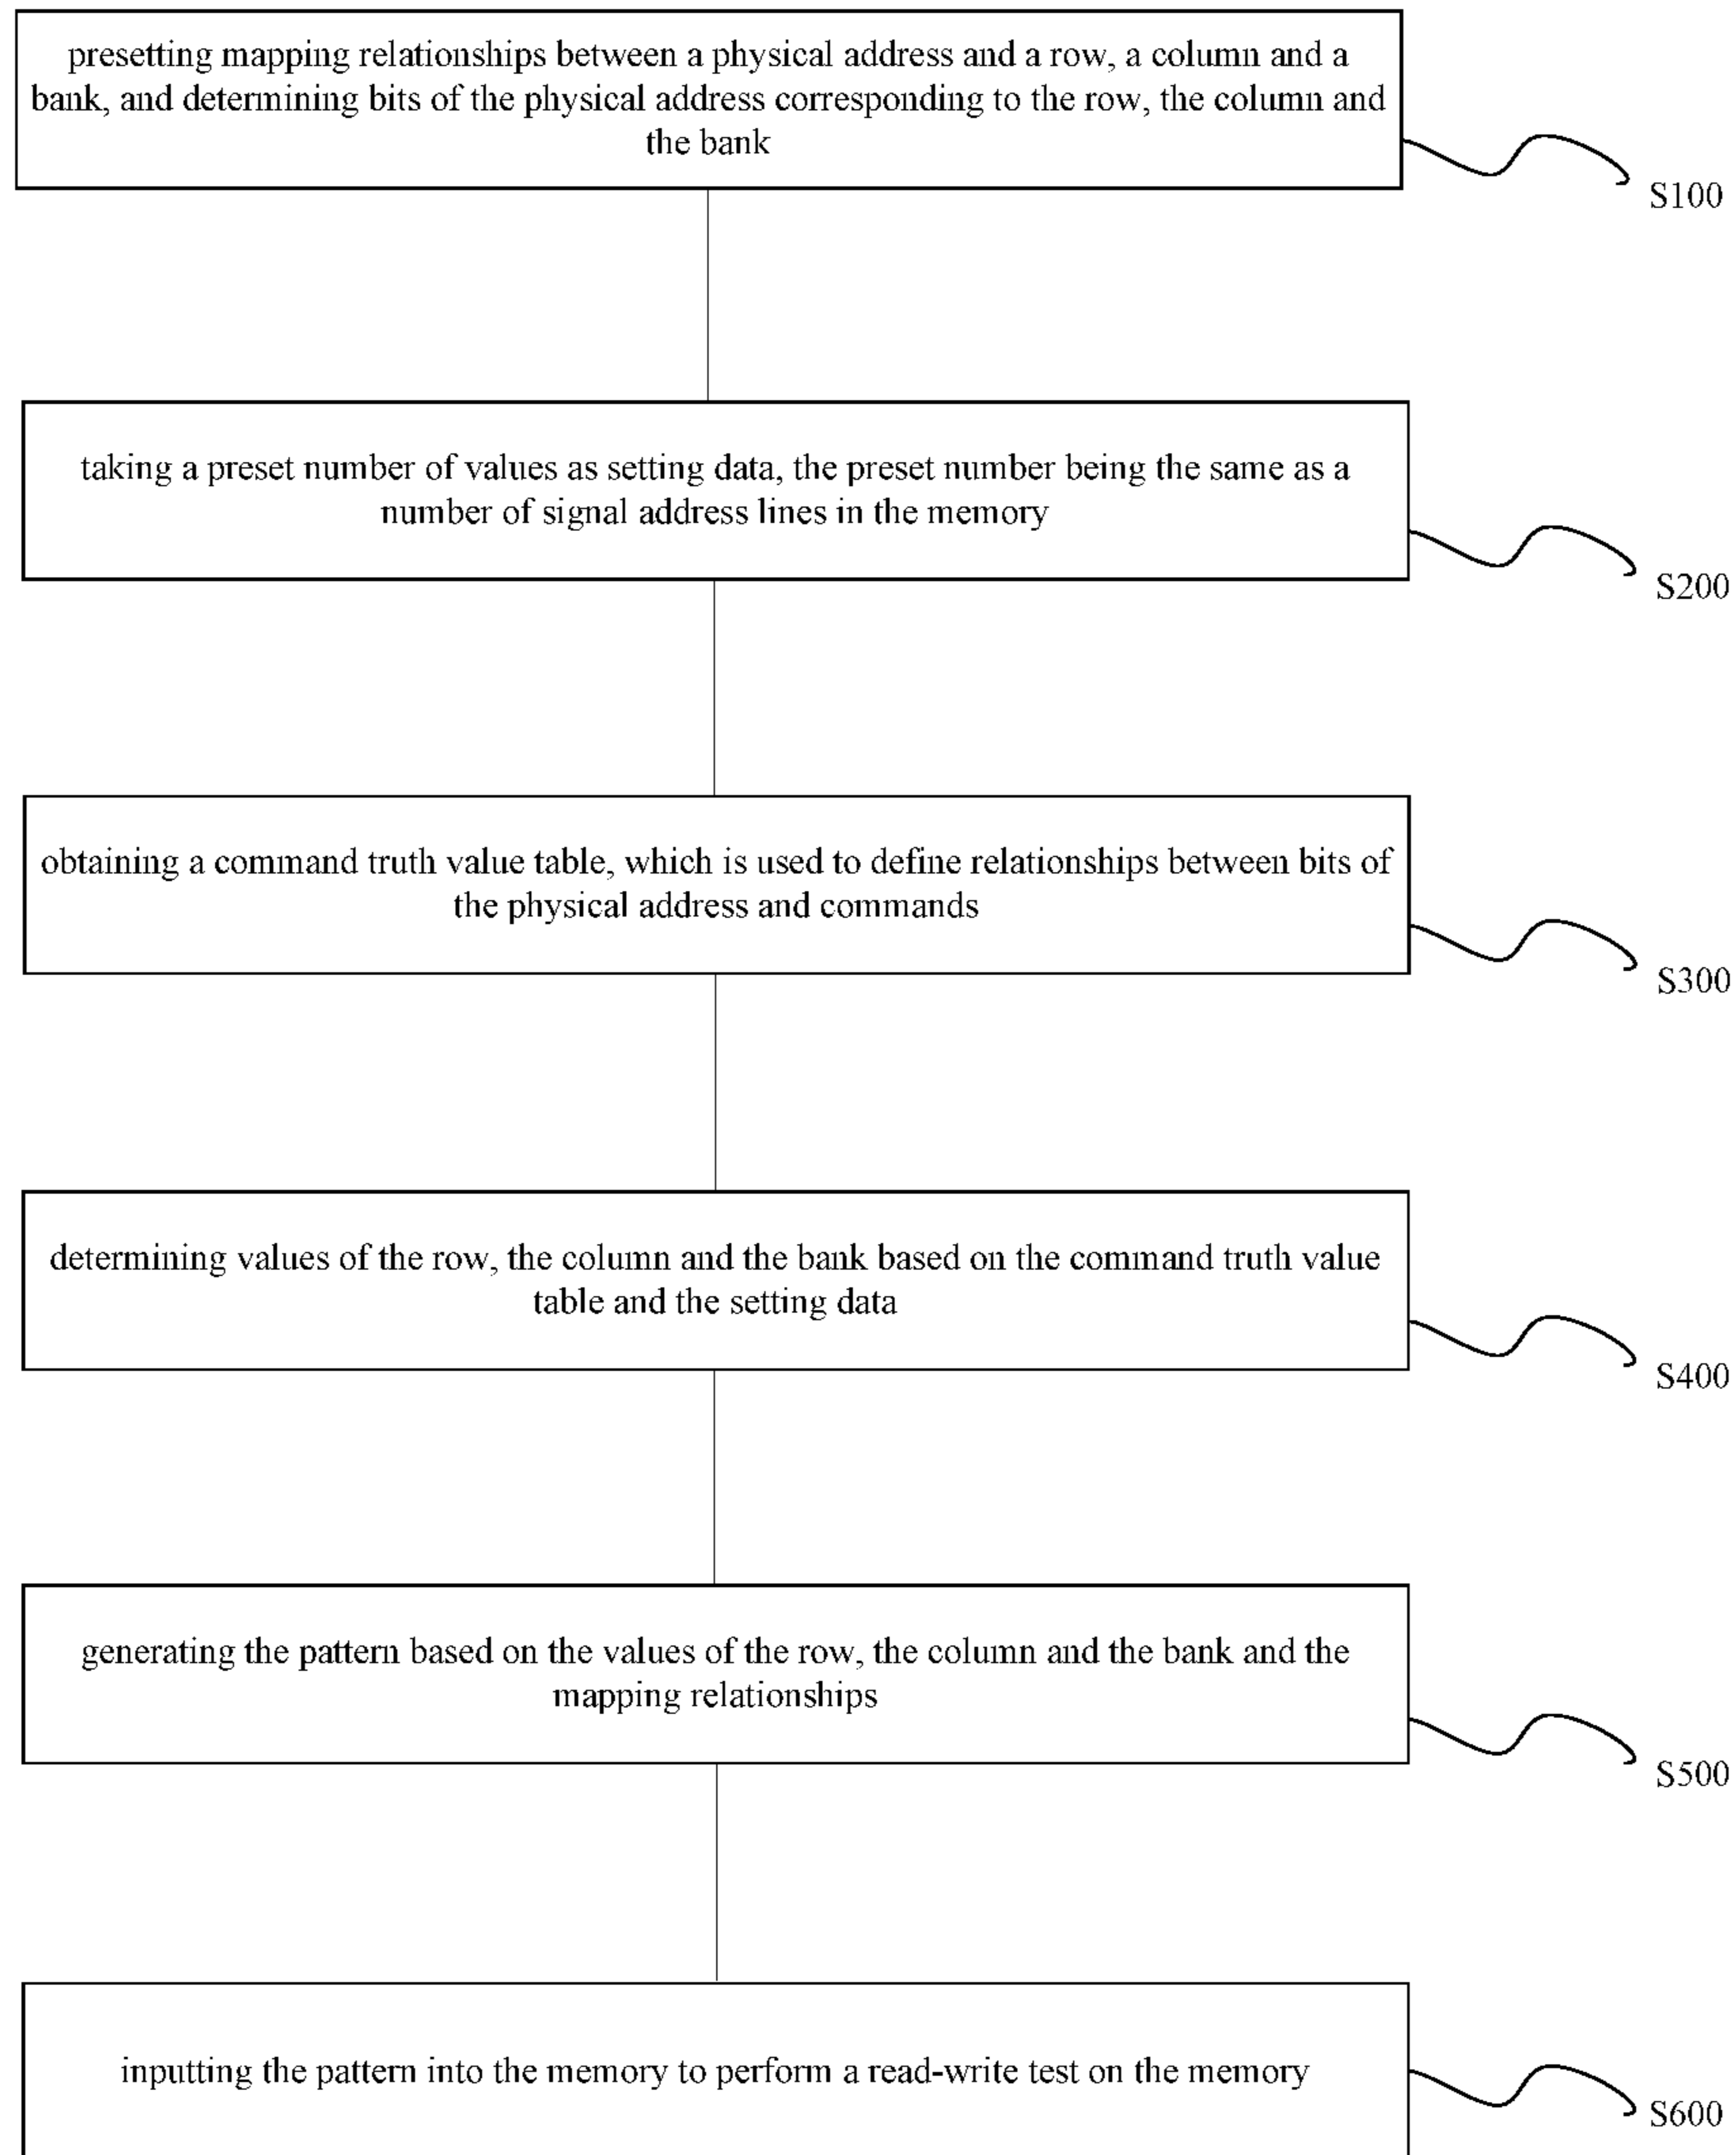 presetting mapping relationships between a physical address and a row, a column and a
bank, and determining bits of the physical address corresponding to the row, the column and
the bank
S100
taking a preset number of values as setting data, the preset number being the same as a
number of signal address lines in the memory
S200
obtaining a command truth value table, which is used to define relationships between bits of
the physical address and commands
S300
determining values of the row, the column and the bank based on the command truth value
table and the setting data
S400
generating the pattern based on the values of the row, the column and the bank and the
mapping relationships
S500
inputting the pattern into the memory to perform a read-write test on the memory
S600